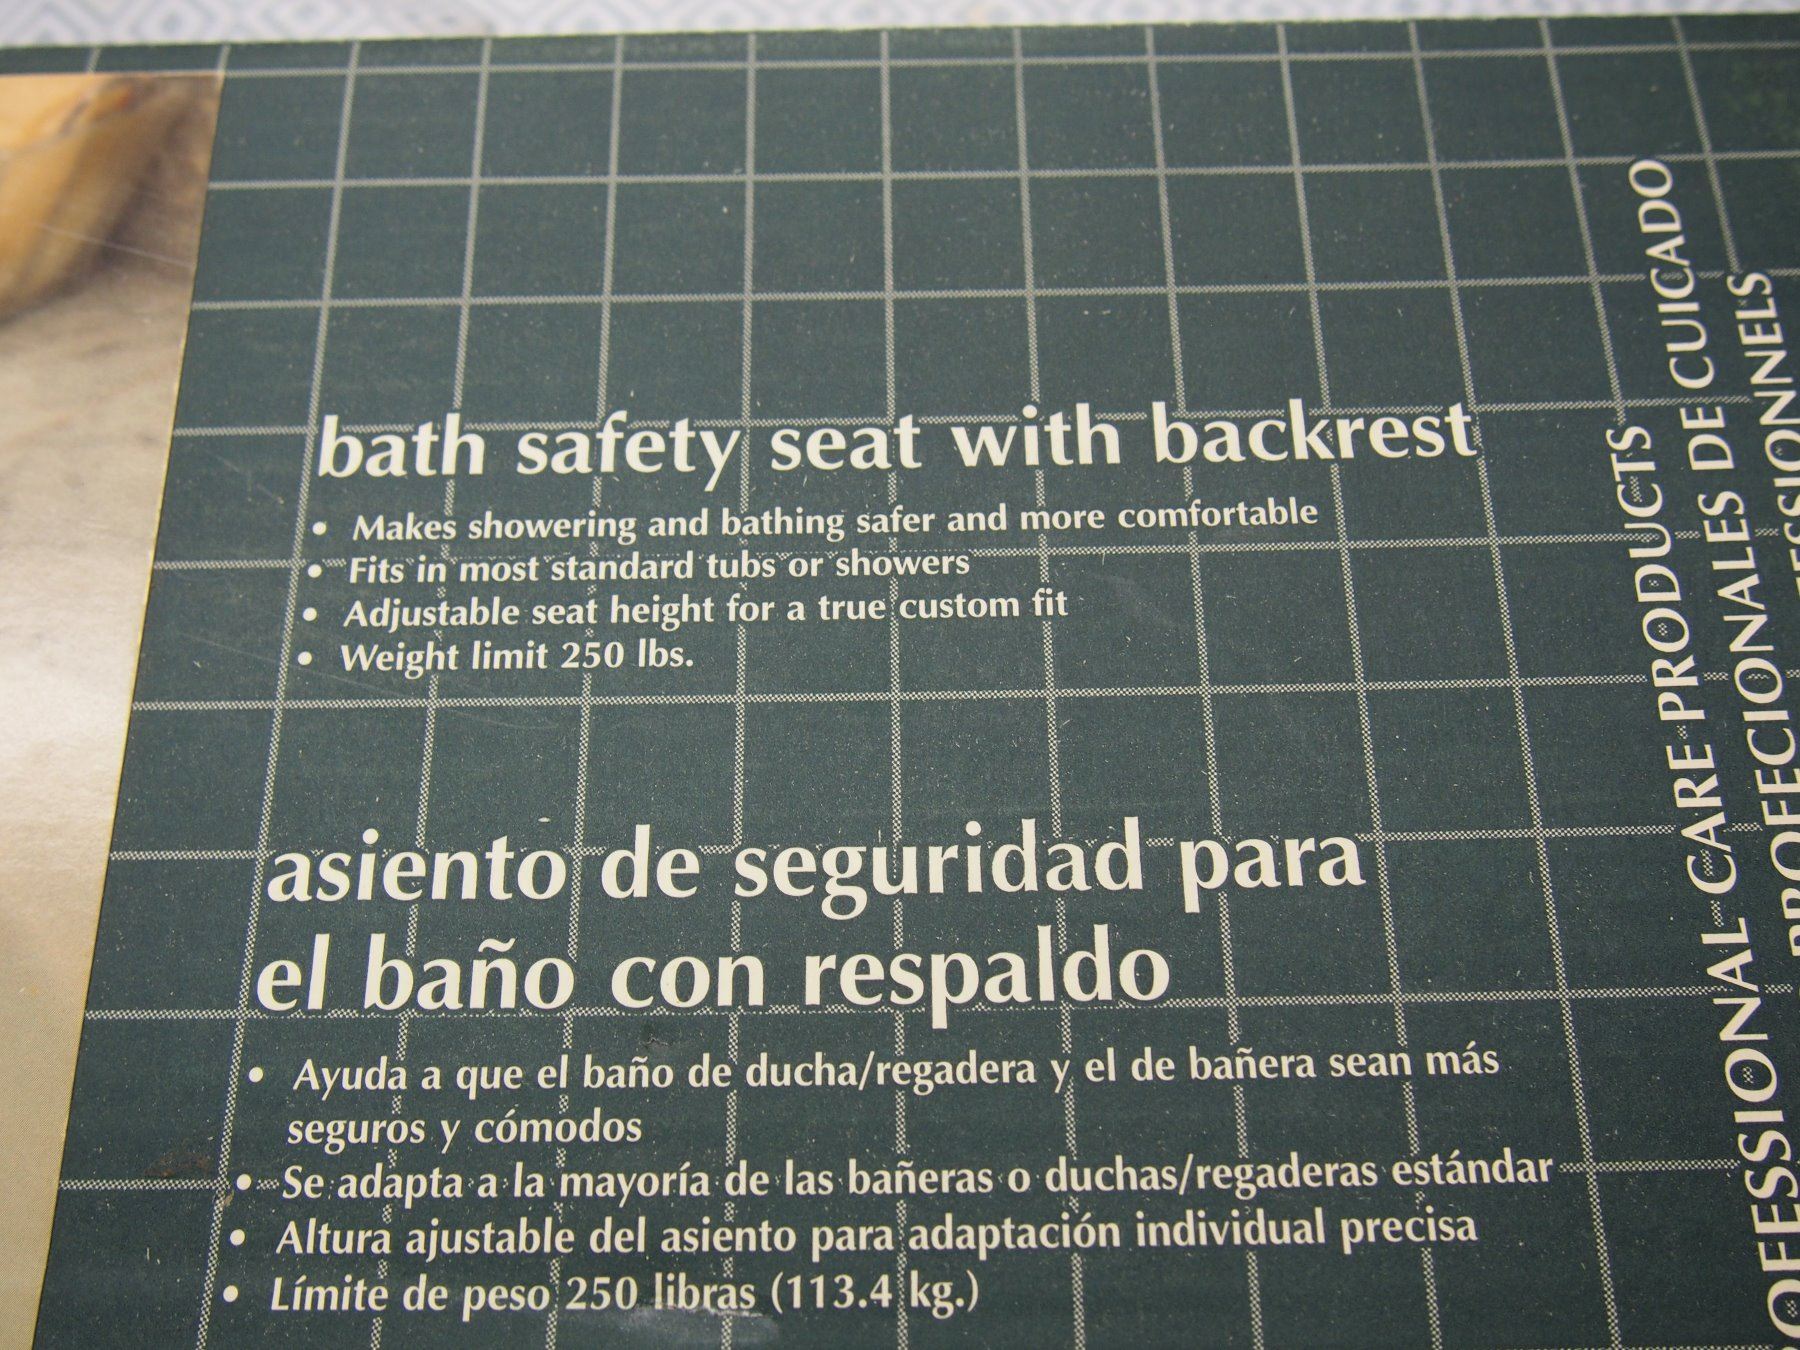 bath safety seat with backrest
• Makes showering and bathing safer and more comfortable
• Fits in most standard tubs or showers
• Adjustable seat height for a true custom fit
• Weight limit 250 lbs.
asiento de seguridad para
el baño con respaldo
• Ayuda a que el baño de ducha/regadera y el de bañera sean más
seguros y cómodos
• Se adapta a la mayoría de las bañeras o duchas/regaderas estándar
• Altura ajustable del asiento para adaptación individual precisa
• Límite de peso 250 libras (113.4 kg.)
CARE PRODUCTS
PROFECIONALES DE CUICADO